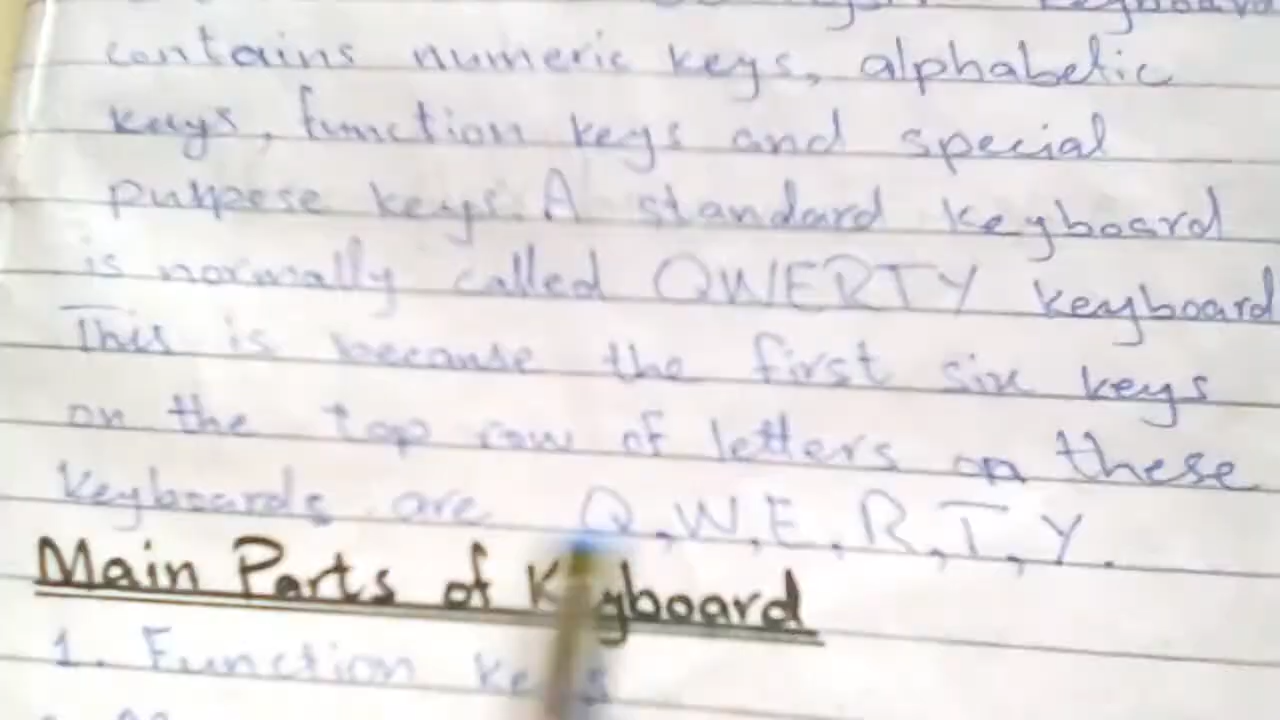 keyboard
contains numeric keys, alphabetic
keys, function keys and special
purpose keys. A standard keyboard
is normally called QWERTY keyboard
This is because the first six keys
on the top row of letters on these
keyboards are Q,W,E,R,T,Y.
Main Parts of Keyboard
1. Function keys